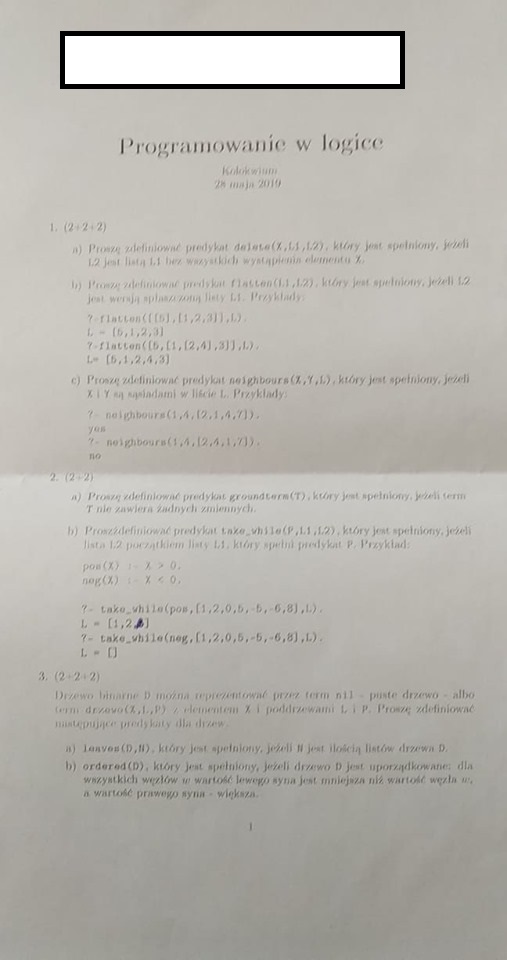 Programowanie w logice
Kolokwium
28 maja 2019
1. (2+2+2)
a) Proszę zdefiniować predykat delete(X,L1,L2), który jest spełniony, jeżeli
L2 jest listą L1 bez wszystkich wystąpienia elementu X.
b) Proszę zdefiniować predykat flatten(L1,L2), który jest spełniony, jeżeli L2
jest wersją spłaszczoną listy L1. Przykłady:
?-flatten([[5],[1,2,3]],L).
L = [5,1,2,3]
?-flatten([5,[1,[2,4],3]],L).
L= [5,1,2,4,3]
c) Proszę zdefiniować predykat neighbours(X,Y,L), który jest spełniony, jeżeli
X i Y są sąsiadami w liście L. Przykłady:
?- neighbours(1,4,[2,1,4,7]).
yes
?- neighbours(1,4,[2,4,1,7]).
no
2. (2+2)
a) Proszę zdefiniować predykat groundterm(T), który jest spełniony, jeżeli term
T nie zawiera żadnych zmiennych.
b) Proszździefiniować predykat take_while(P,L1,L2), który jest spełniony, jeżeli
lista L2 początkiem listy L1, który spełni predykat P. Przykład:
pos(X) :- X > 0.
neg(X) :- X < 0.
?- take_while(pos,[1,2,0,5,-5,-6,8],L).
L = [1,2]
?- take_while(neg,[1,2,0,5,-5,-6,8],L).
L = []
3. (2+2+2)
Drzewo binarne D można reprezentować przez term nil - puste drzewo - albo
term drzewo(X,L,P) z elementem X i poddrzewami L i P. Proszę zdefiniować
następujące predykaty dla drzew.
a) leaves(D,N), który jest spełniony, jeżeli N jest ilością listów drzewa D.
b) ordered(D), który jest spełniony, jeżeli drzewo D jest uporządkowane: dla
wszystkich węzłów w wartość lewego syna jest mniejsza niż wartość węzła w,
a wartość prawego syna - większa.
1